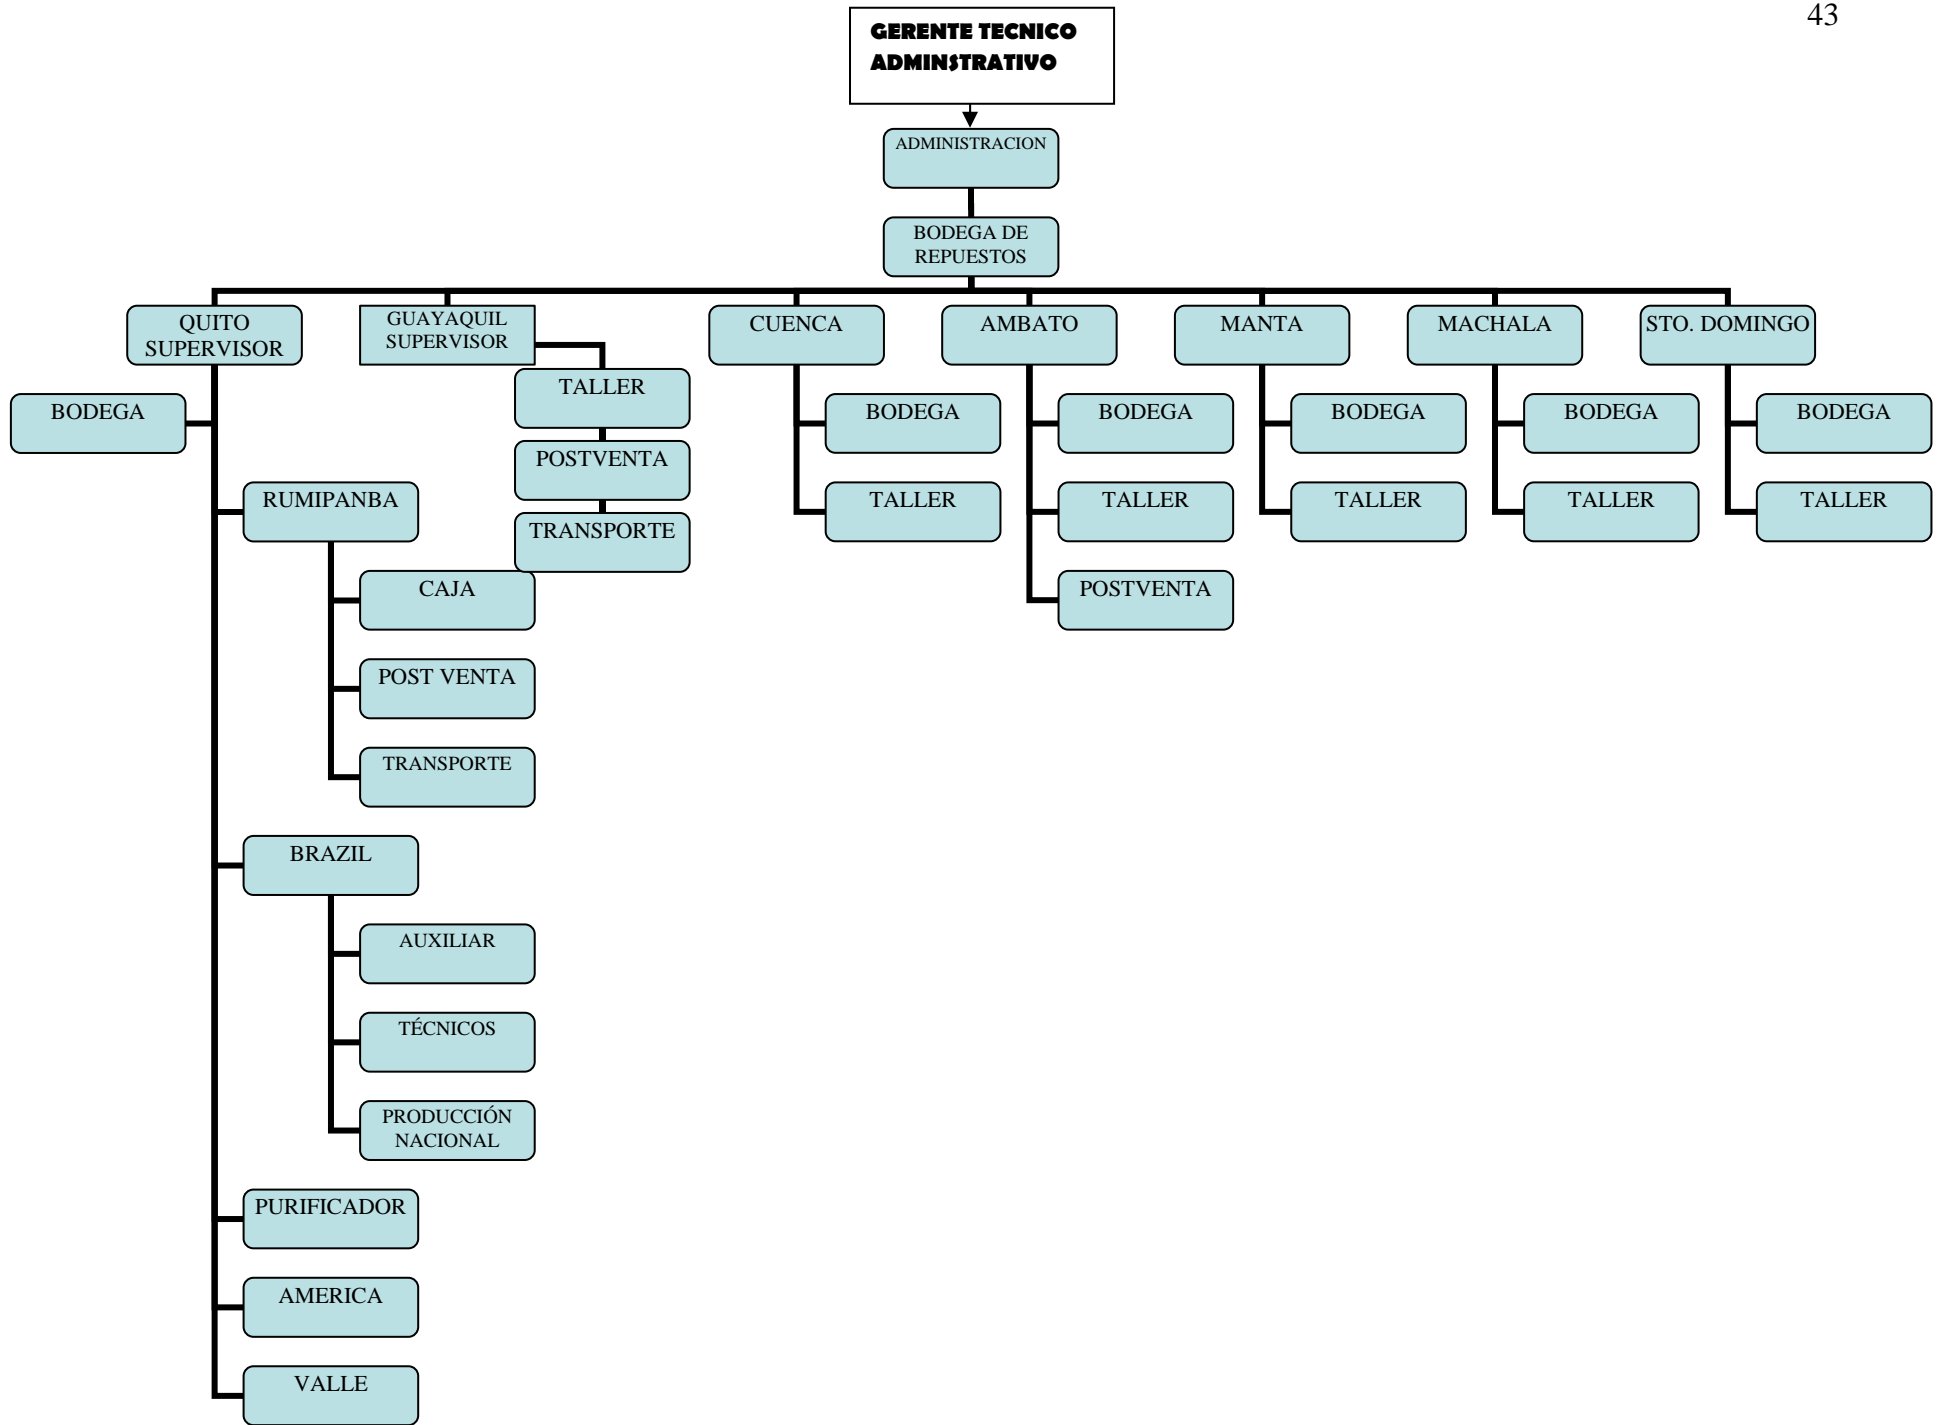 43
GERENTE TECNICO
ADMINSTRATIVO
ADMINISTRACION
BODEGA DE
REPUESTOS
QUITO
SUPERVISOR
GUAYAQUIL
SUPERVISOR
CUENCA
AMBATO
MANTA
MACHALA
STO. DOMINGO
TALLER
BODEGA
BODEGA
BODEGA
BODEGA
BODEGA
BODEGA
POSTVENTA
RUMIPANBA
TALLER
TALLER
TALLER
TALLER
TALLER
TRANSPORTE
CAJA
POSTVENTA
POST VENTA
TRANSPORTE
BRAZIL
AUXILIAR
TÉCNICOS
PRODUCCIÓN
NACIONAL
PURIFICADOR
AMERICA
VALLE